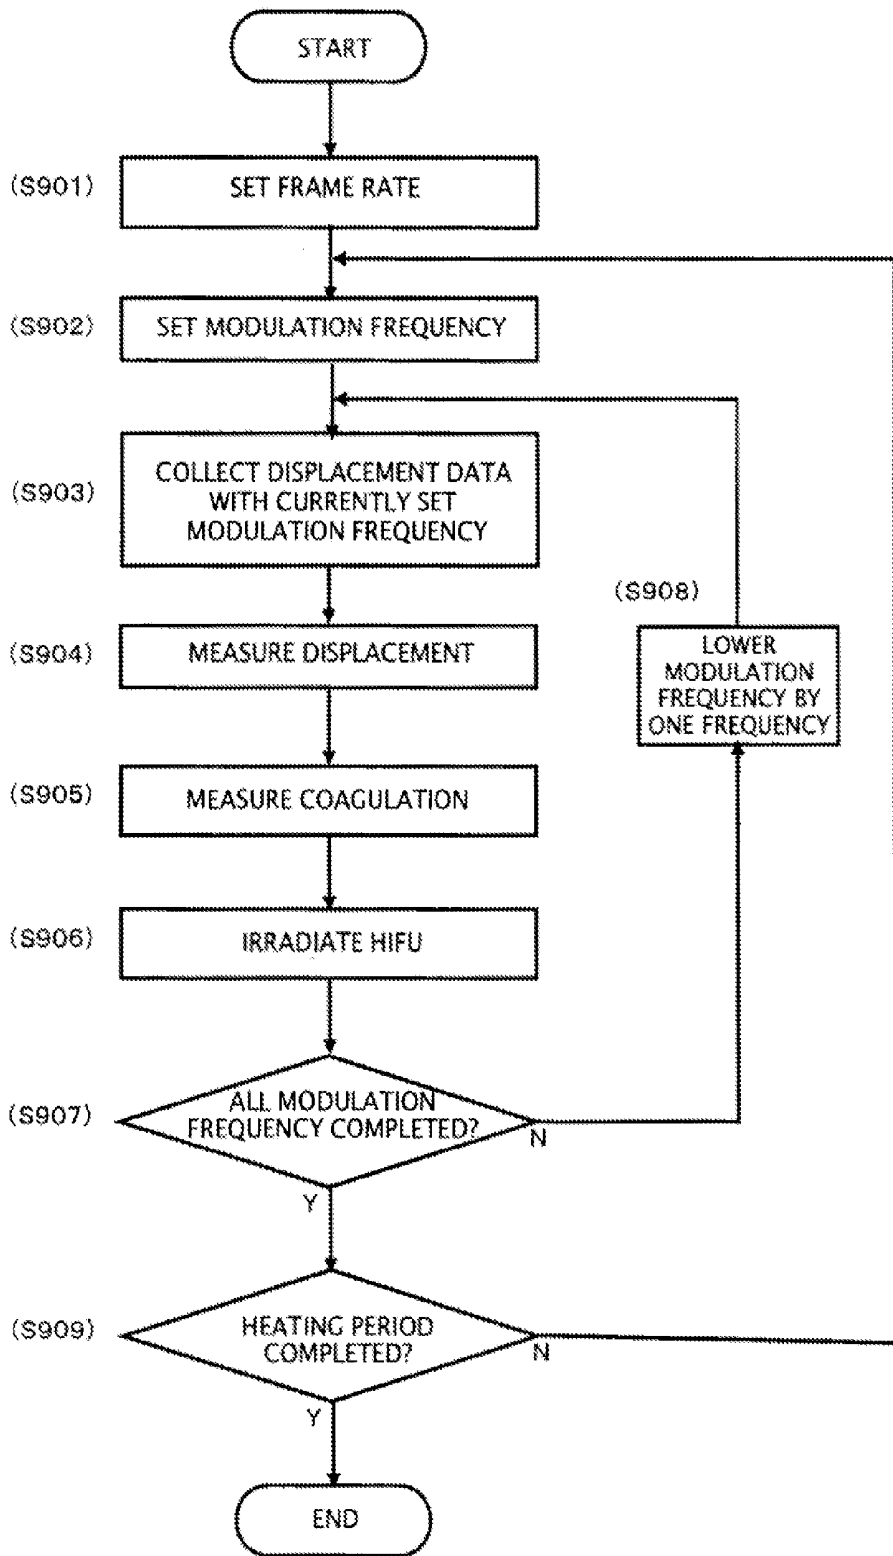 START
(S901)
SET FRAME RATE
(S902)
SET MODULATION FREQUENCY
(S903)
COLLECT DISPLACEMENT DATA
WITH CURRENTLY SET
MODULATION FREQUENCY
(S908)
LOWER
MODULATION
FREQUENCY BY
ONE FREQUENCY
(S904)
MEASURE DISPLACEMENT
(S905)
MEASURE COAGULATION
(S906)
IRRADIATE HIFU
(S907)
ALL MODULATION
FREQUENCY COMPLETED?
N
Y
(S909)
HEATING PERIOD
COMPLETED?
N
Y
END